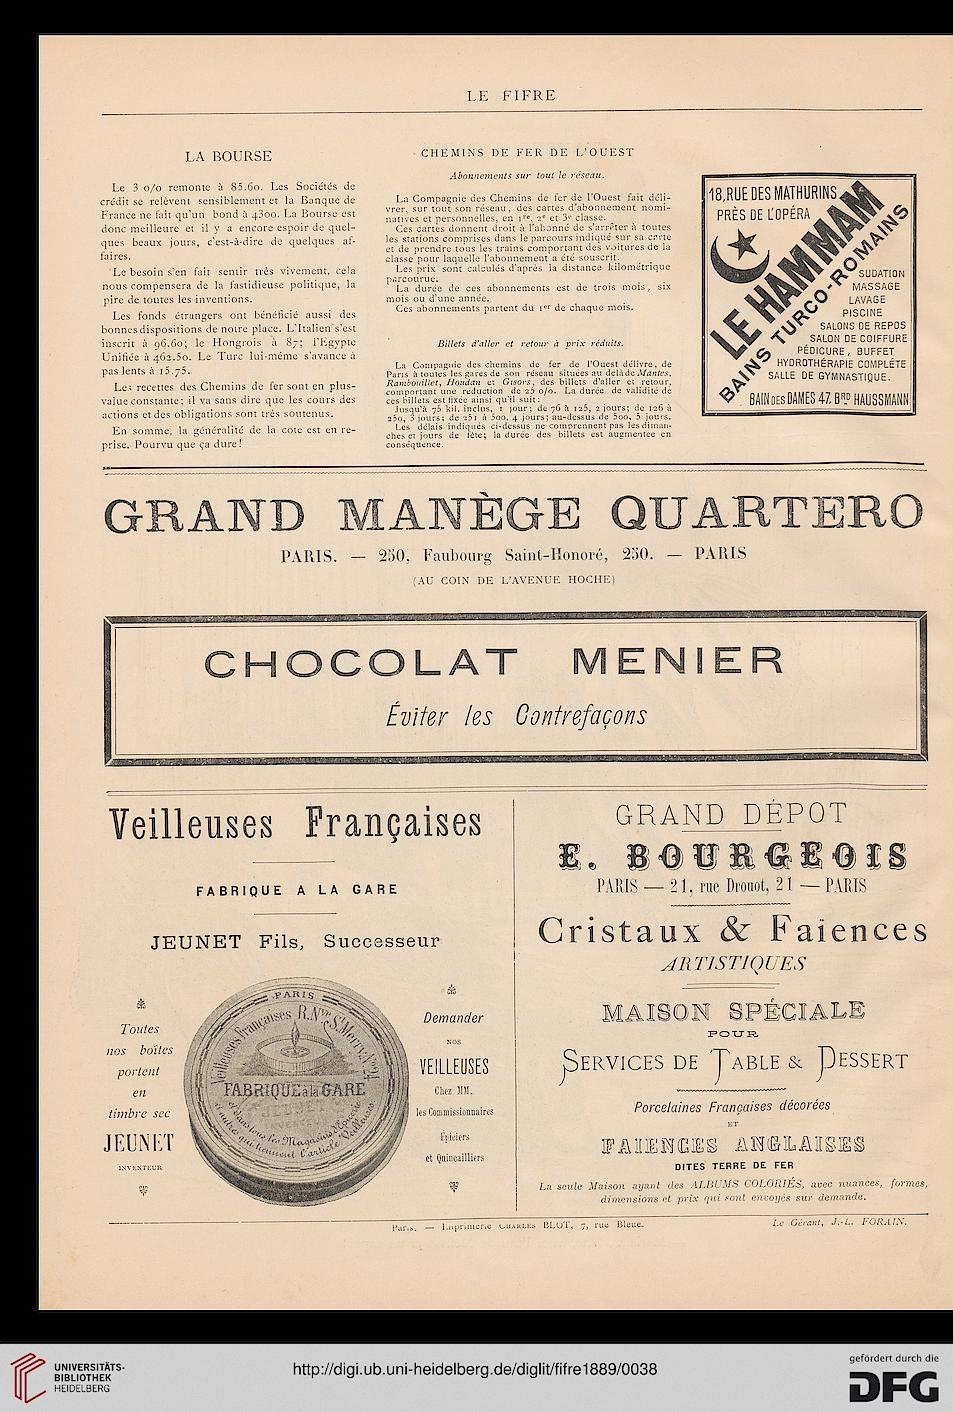 LE FIFRE
LA BOURSE
Le 3 o/o remonte à 85.60. Les Sociétés de
crédit se relèvent sensiblement et la Banque de
France ne fait qu'un bond à 4300. La Bourse est
donc meilleure et il y a encore espoir de quel-
ques beaux jours, c'est-à-dire de quelques af-
faires.
Le besoin s'en fait sentir très vivement, cela
nous compensera de la fastidieuse politique, la
pire de toutes les inventions.
Les fonds étrangers ont bénéficié aussi des
bonnes dispositions de notre place. L'Italien s'est
inscrit à 96.60; le Hongrois à 87; l'Egypte
Unifiée à 462.50. Le Turc lui-même s'avance à
pas lents à 15.75.
Les recettes des Chemins de fer sont en plus-
value constante; il va sans dire que les cours des
actions et des obligations sont très soutenus.
En somme, la généralité de la cote est en re-
prise. Pourvu que ça dure!
CHEMINS DE FER DE L'OUEST
Abonnements sur tout le réseau.
La Compagnie des Chemins de fer de l'Ouest fait déli-
vrer, sur tout son réseau, des cartes d'abonnement nomi-
natives et personnelles, en 1re, 2e et 3e classe.
Ces cartes donnent droit à l'abonné de s'arrêter à toutes
les stations comprises dans le parcours indiqué sur sa carte
et de prendre tous les trains comportant des voitures de la
classe pour laquelle l'abonnement a été souscrit.
Les prix sont calculés d'après la distance kilométrique
parcourue.
La durée de ces abonnements est de trois mois, six
mois ou d'une année.
Ces abonnements partent du 1er de chaque mois.
Billets d'aller et retour à prix réduits.
La Compagnie des chemins de fer de l'Ouest délivre, de
Paris à toutes les gares de son réseau situées au delà de Mantes,
Rambouillet, Houdan et Gisors, des billets d'aller et retour,
comportant une réduction de 25 o/o. La durée de validité de
ces billets est fixée ainsi qu'il suit:
Jusqu'à 75 kil. inclus, 1 jour; de 76 à 125, 2 jours; de 126 à
250, 3 jours; de 251 à 500, 4 jours; au-dessus de 500, 5 jours.
Les délais indiqués ci-dessus ne comprennent pas les diman-
ches et jours de fête; la durée des billets est augmentée en
conséquence.
18, RUE DES MATHURINS
PRÈS DE L'OPÉRA
LE HAMMAM
BAINS TURCO-ROMAINS
SUDATION
MASSAGE
LAVAGE
PISCINE
SALONS DE REPOS
SALON DE COIFFURE
PÉDICURE, BUFFET
HYDROTHÉRAPIE COMPLÈTE
SALLE DE GYMNASTIQUE.
BAIN DES DAMES 47, BRD HAUSSMANN
GRAND MANÈGE QUARTERO
PARIS. — 250, Faubourg Saint-Honoré, 250. — PARIS
(AU COIN DE L'AVENUE HOCHE)
CHOCOLAT MENIER
Éviter les Contrefaçons
Veilleuses Françaises
FABRIQUE A LA GARE
JEUNET Fils, Successeur
Toutes
nos boîtes
portent
en
timbre sec
JEUNET
INVENTEUR
PARIS
Veilleuses Françaises R. Nve S. Merry, No 21
FABRIQUE à la GARE
JEUNET
et dans tous les Magasins d'Epicerie
et autres qui tiennent l'article Veilleuses.
Demander
NOS
VEILLEUSES
Chez MM.
les Commissionnaires
Épiciers
et Quincailliers
GRAND DÉPOT
E. BOURGEOIS
PARIS — 21, rue Drouot, 21 — PARIS
Cristaux & Faïences
ARTISTIQUES
MAISON SPÉCIALE
POUR
SERVICES DE TABLE & DESSERT
Porcelaines Françaises décorées
ET
FAIENCES ANGLAISES
DITES TERRE DE FER
La seule Maison ayant des ALBUMS COLORIÉS, avec nuances, formes,
dimensions et prix qui sont envoyés sur demande.
Paris. — Imprimerie CHARLES BLOT, 7, rue Bleue.
Le Gérant, J.-L. FORAIN.
UNIVERSITÄTS-
BIBLIOTHEK
HEIDELBERG
http://digi.ub.uni-heidelberg.de/diglit/fifre1889/0038
gefördert durch die
DFG